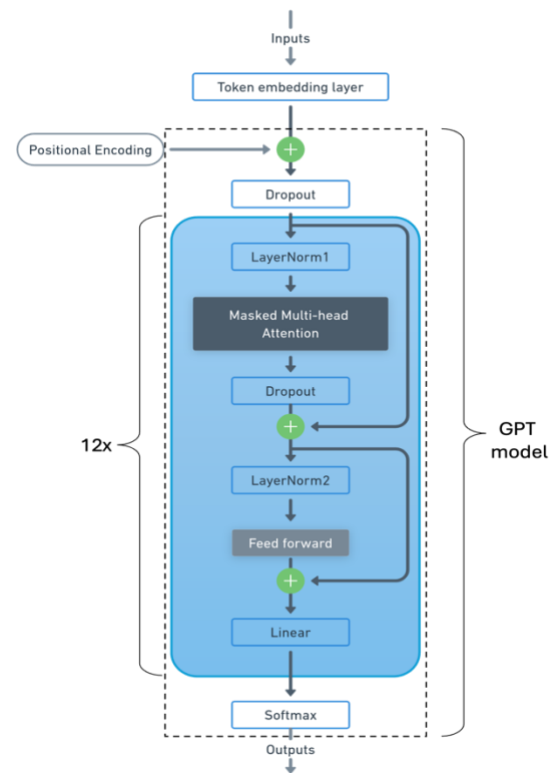 Inputs
Token embedding layer
Positional Encoding
Dropout
LayerNorm1
Masked Multi-head
Attention
Dropout
12x
GPT
model
LayerNorm2
Feed forward
Linear
Softmax
Outputs